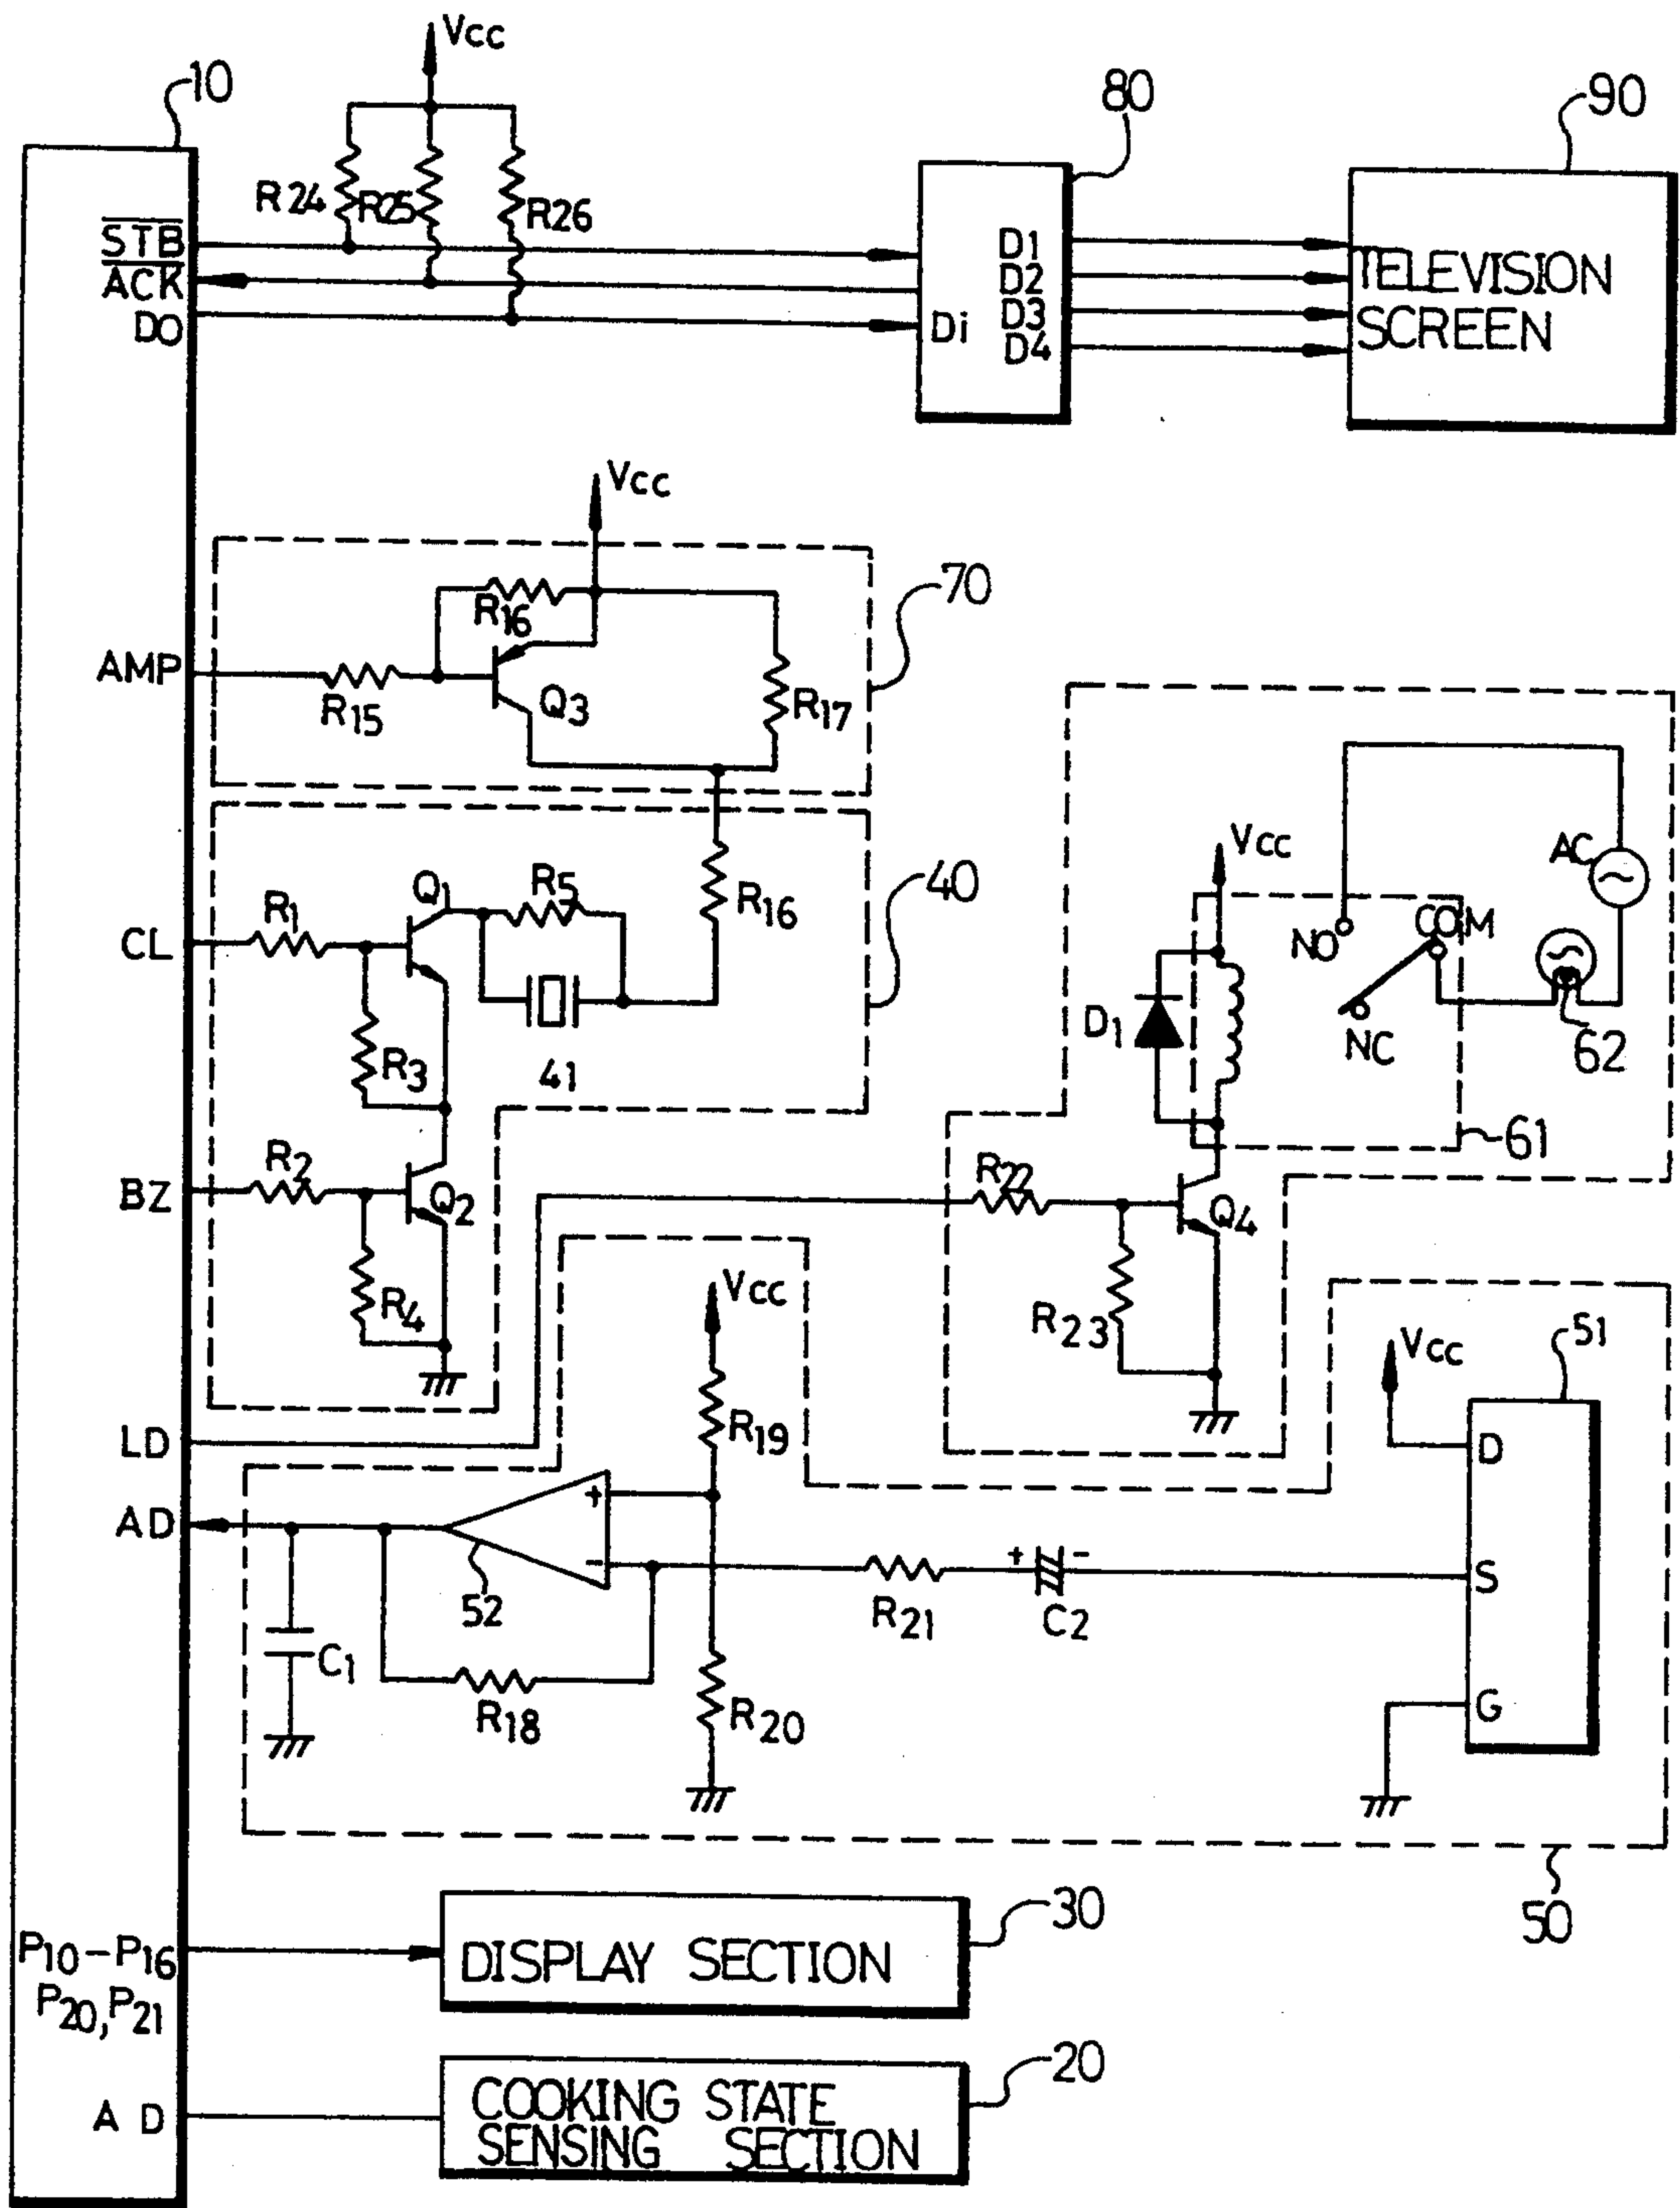 Vcc
10
80
90
R24
R25
R26
STB
ACK
DO
Di
D1
D2
D3
D4
TELEVISION
SCREEN
Vcc
70
R16
AMP
R15
Q3
R17
40
CL
R1
Q1
R5
R16
R3
41
BZ
R2
Q2
R4
Vcc
AC
NO
COM
NC
D1
62
61
R22
Q4
R23
LD
Vcc
R19
AD
+
-
52
R21
+
-
C2
C1
R18
R20
Vcc
51
D
S
G
50
P10-P16
P20,P21
30
DISPLAY SECTION
20
AD
COOKING STATE
SENSING SECTION